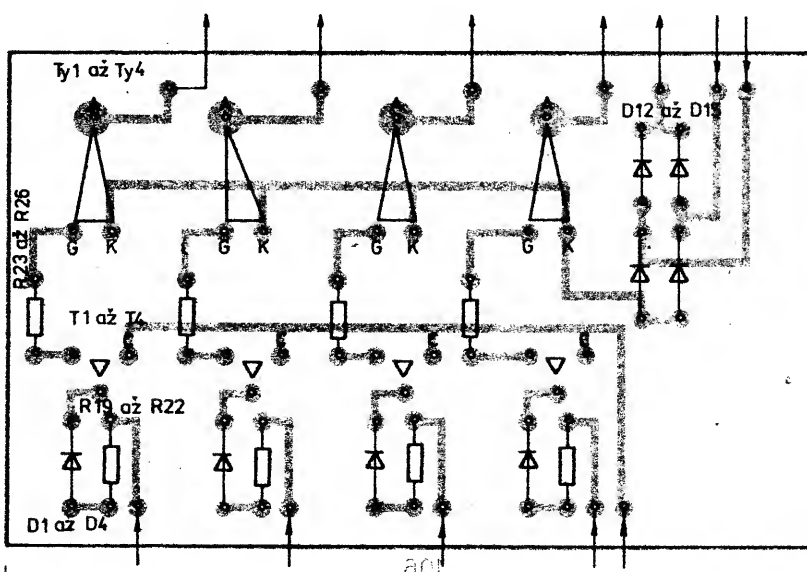 Ty1 až Ty4
D12 až D15
R23 až R26
G K G K G K G K
T1 až T4
R19 až R22
D1 až D4